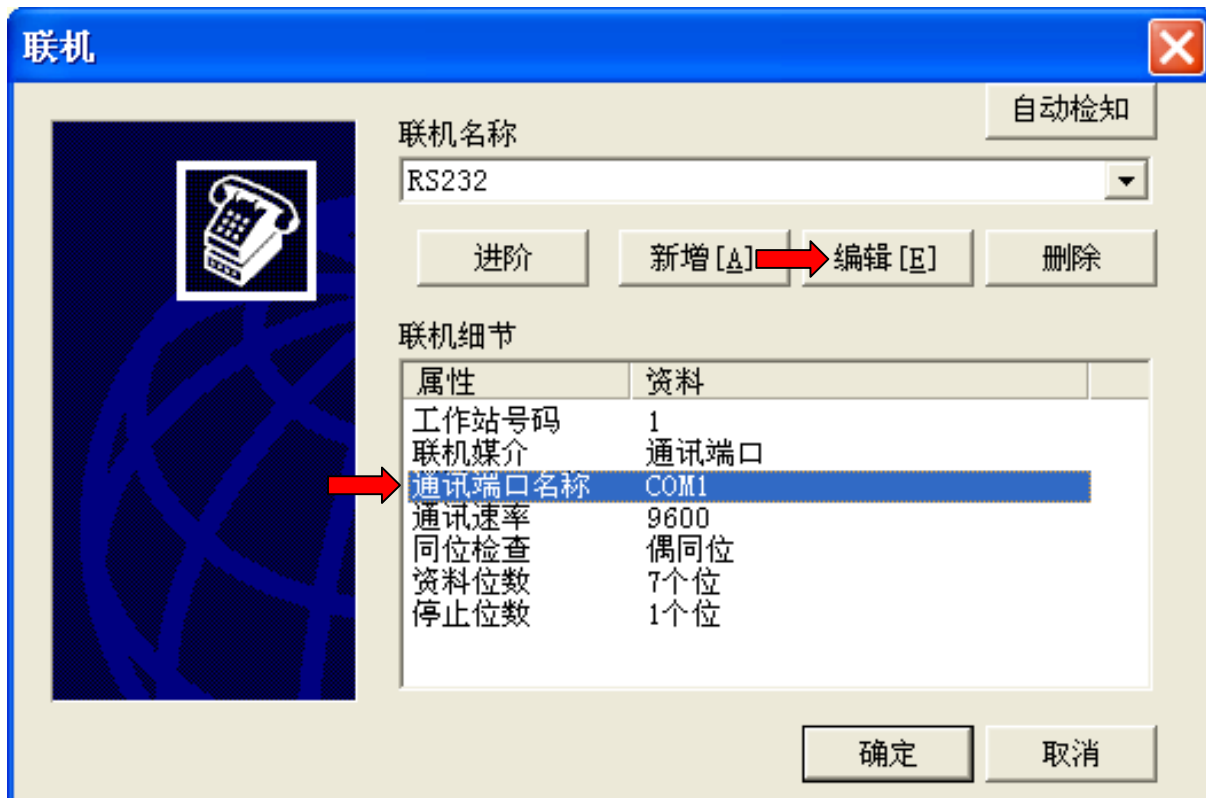 联机
自动检知
联机名称
RS232
进阶 新增[A] 编辑[E] 删除
联机细节
属性 资料
工作站号码 1
联机媒介 通讯端口
通讯端口名称 COM1
通讯速率 9600
同位检查 偶同位
资料位数 7个位
停止位数 1个位
确定 取消